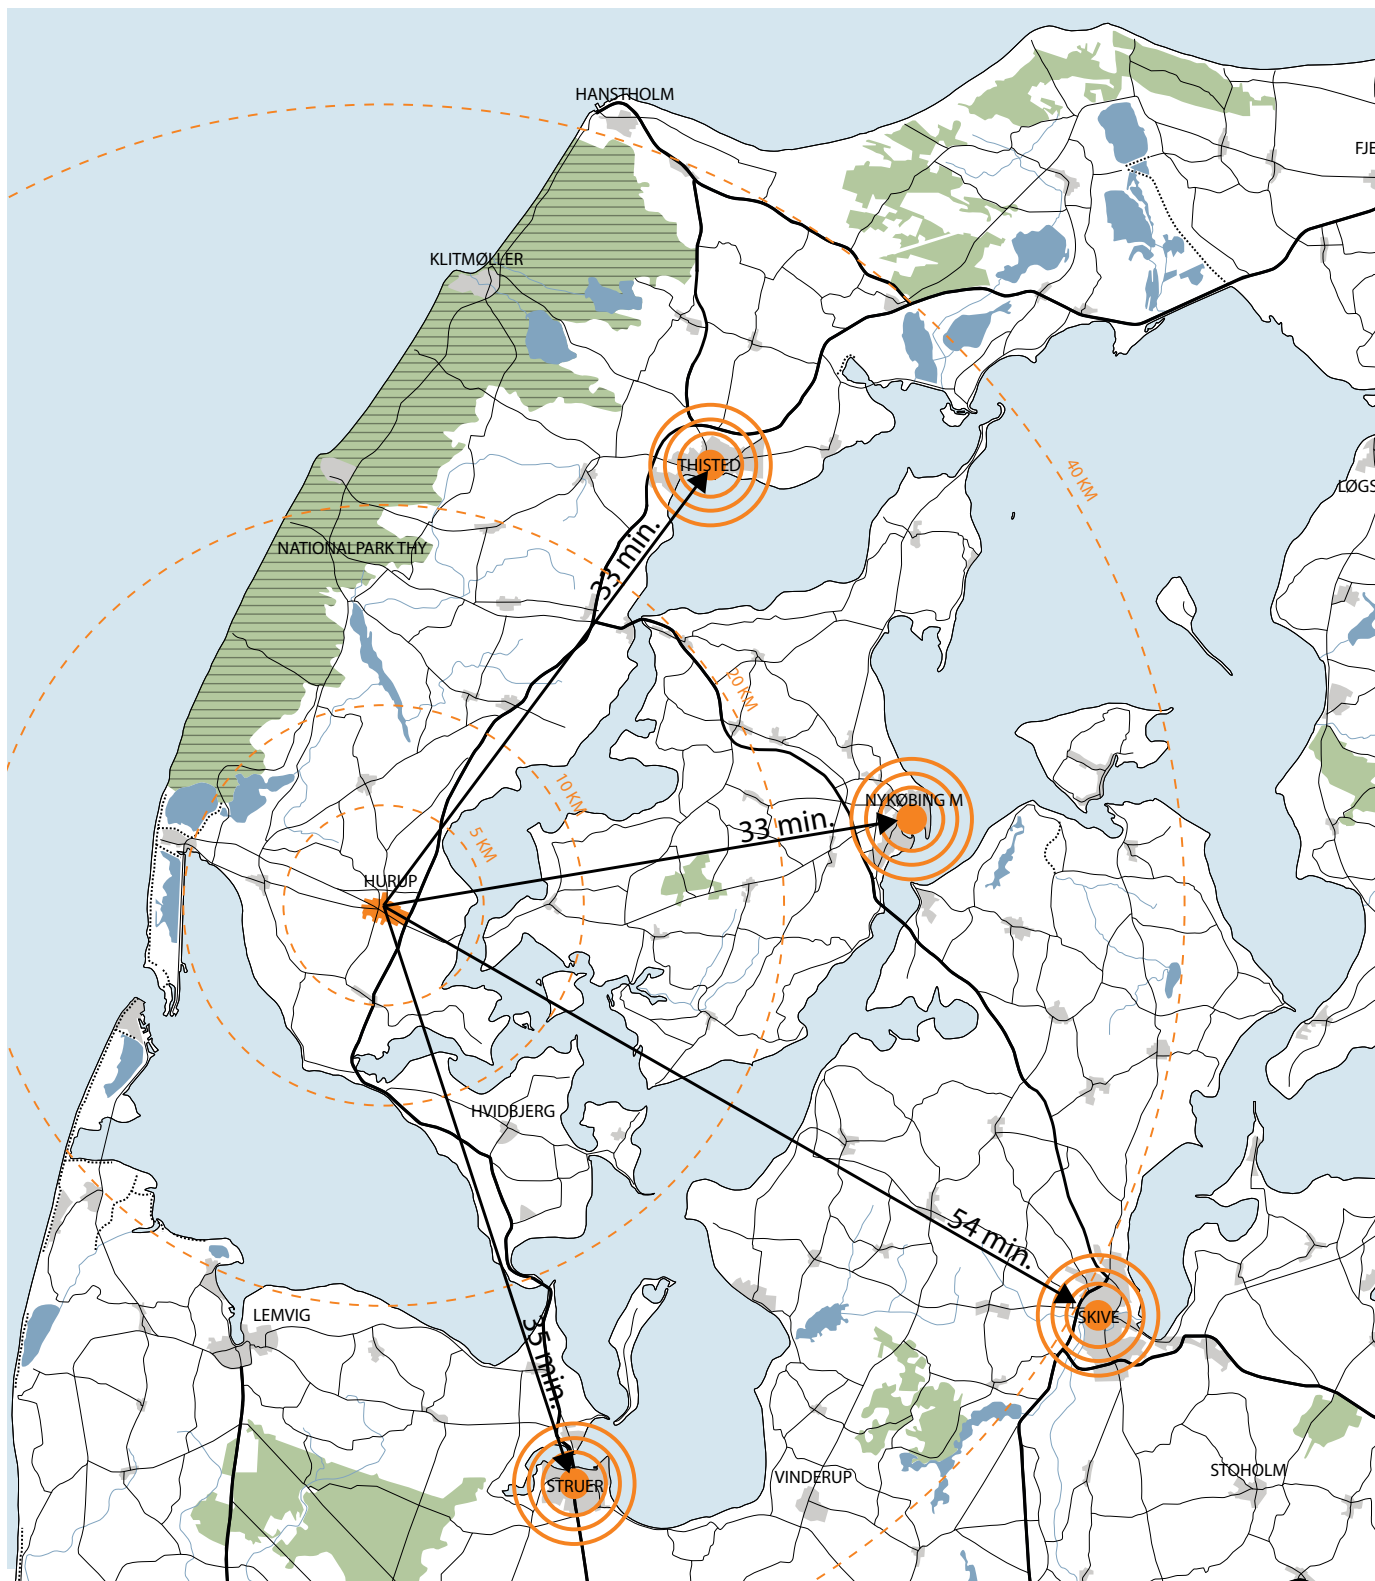 HANSTHOLM
FJE
KLITMØLLER
THISTED
40 KM
LØGS
33 min.
NATIONALPARK THY
20 KM
10 KM
NYKØBING M
33 min.
5 KM
HURUP
HVIDBJERG
54 min.
LEMVIG
SKIVE
35 min.
STRUER
VINDERUP
STOHOLM